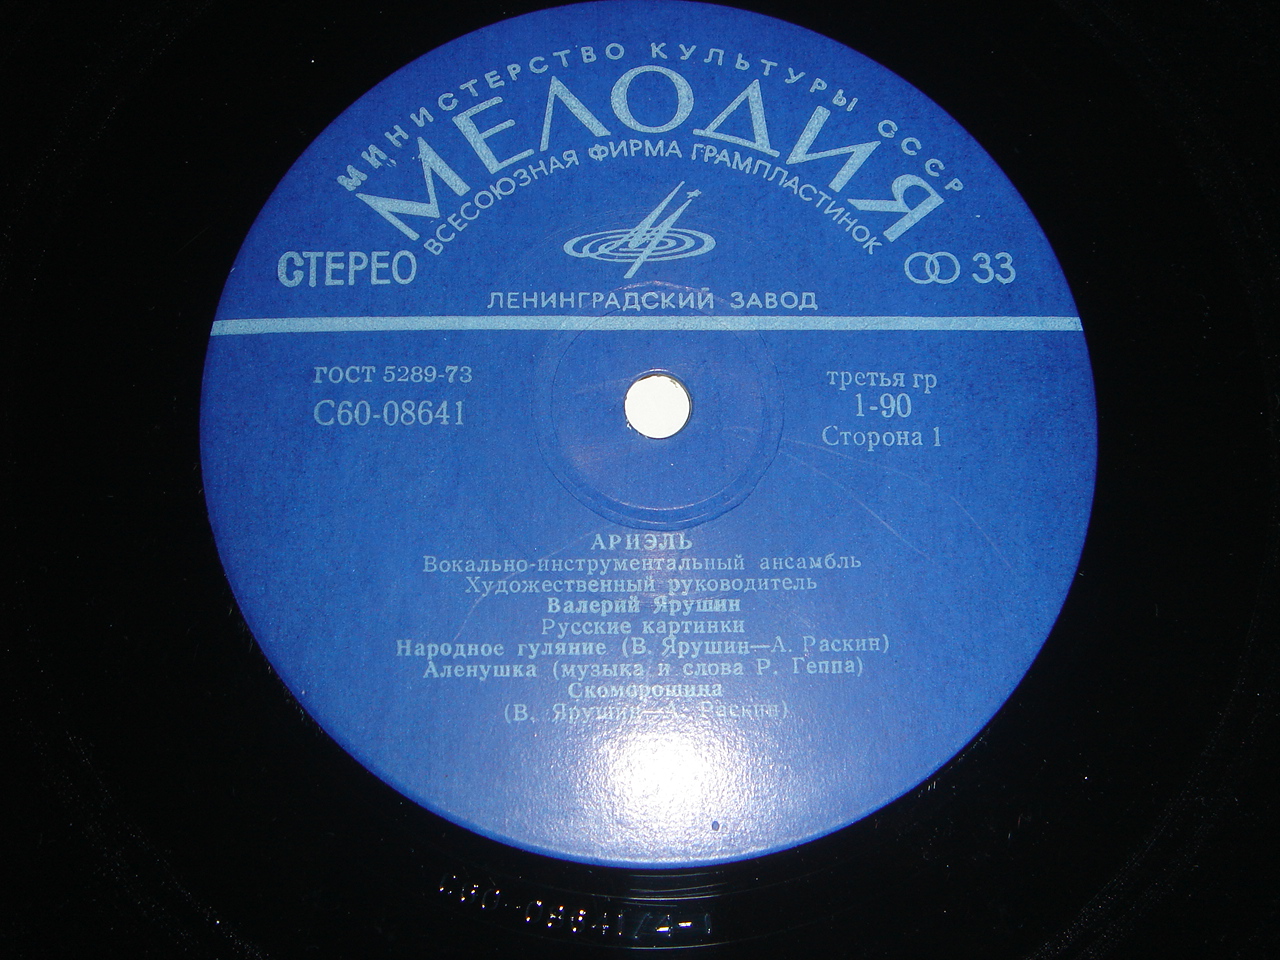 МИНИСТЕРСТВО КУЛЬТУРЫ СССР
МЕЛОДИЯ
ВСЕСОЮЗНАЯ ФИРМА ГРАМПЛАСТИНОК
СТЕРЕО
33
ЛЕНИНГРАДСКИЙ ЗАВОД
ГОСТ 5289-73
С60-08641
третья гр
1-90
Сторона 1
АРИЭЛЬ
Вокально-инструментальный ансамбль
Художественный руководитель
Валерий Ярушин
Русские картинки
Народное гуляние (В. Ярушин—А. Раскин)
Аленушка (музыка и слова Р. Геппа)
Скоморошина
(В. Ярушин—А. Раскин)